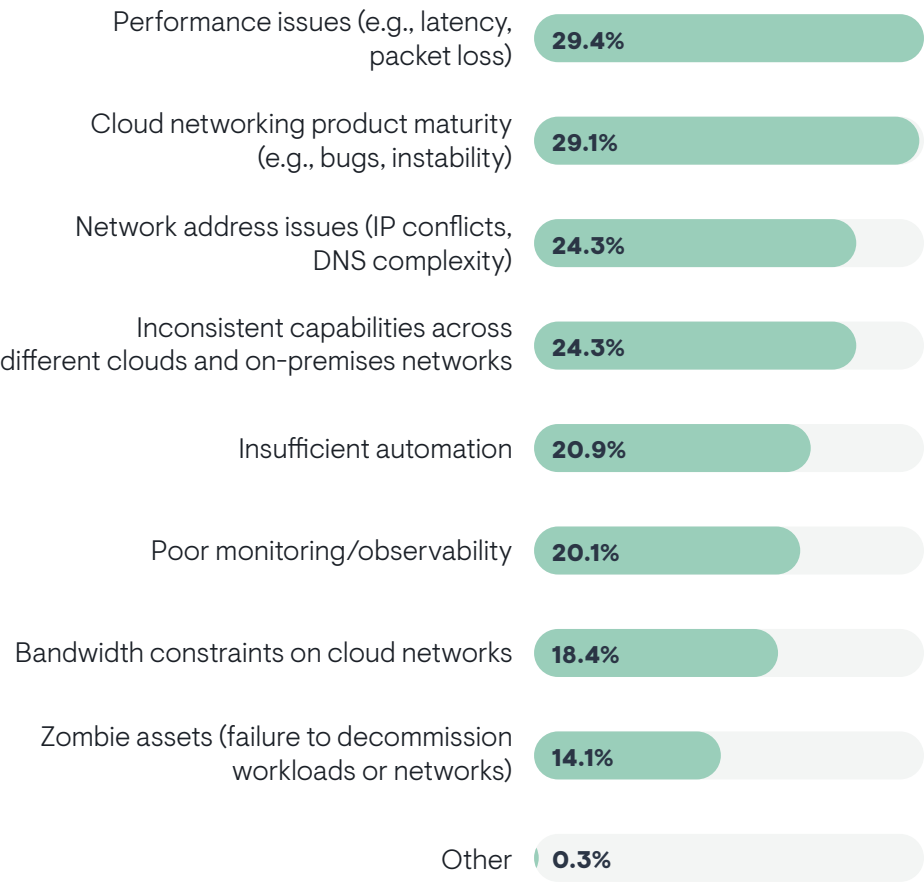 Performance issues (e.g., latency,
packet loss)
29.4%
Cloud networking product maturity
(e.g., bugs, instability)
29.1%
Network address issues (IP conflicts,
DNS complexity)
24.3%
Inconsistent capabilities across
different clouds and on-premises networks
24.3%
Insufficient automation
20.9%
Poor monitoring/observability
20.1%
Bandwidth constraints on cloud networks
18.4%
Zombie assets (failure to decommission
workloads or networks)
14.1%
Other
0.3%